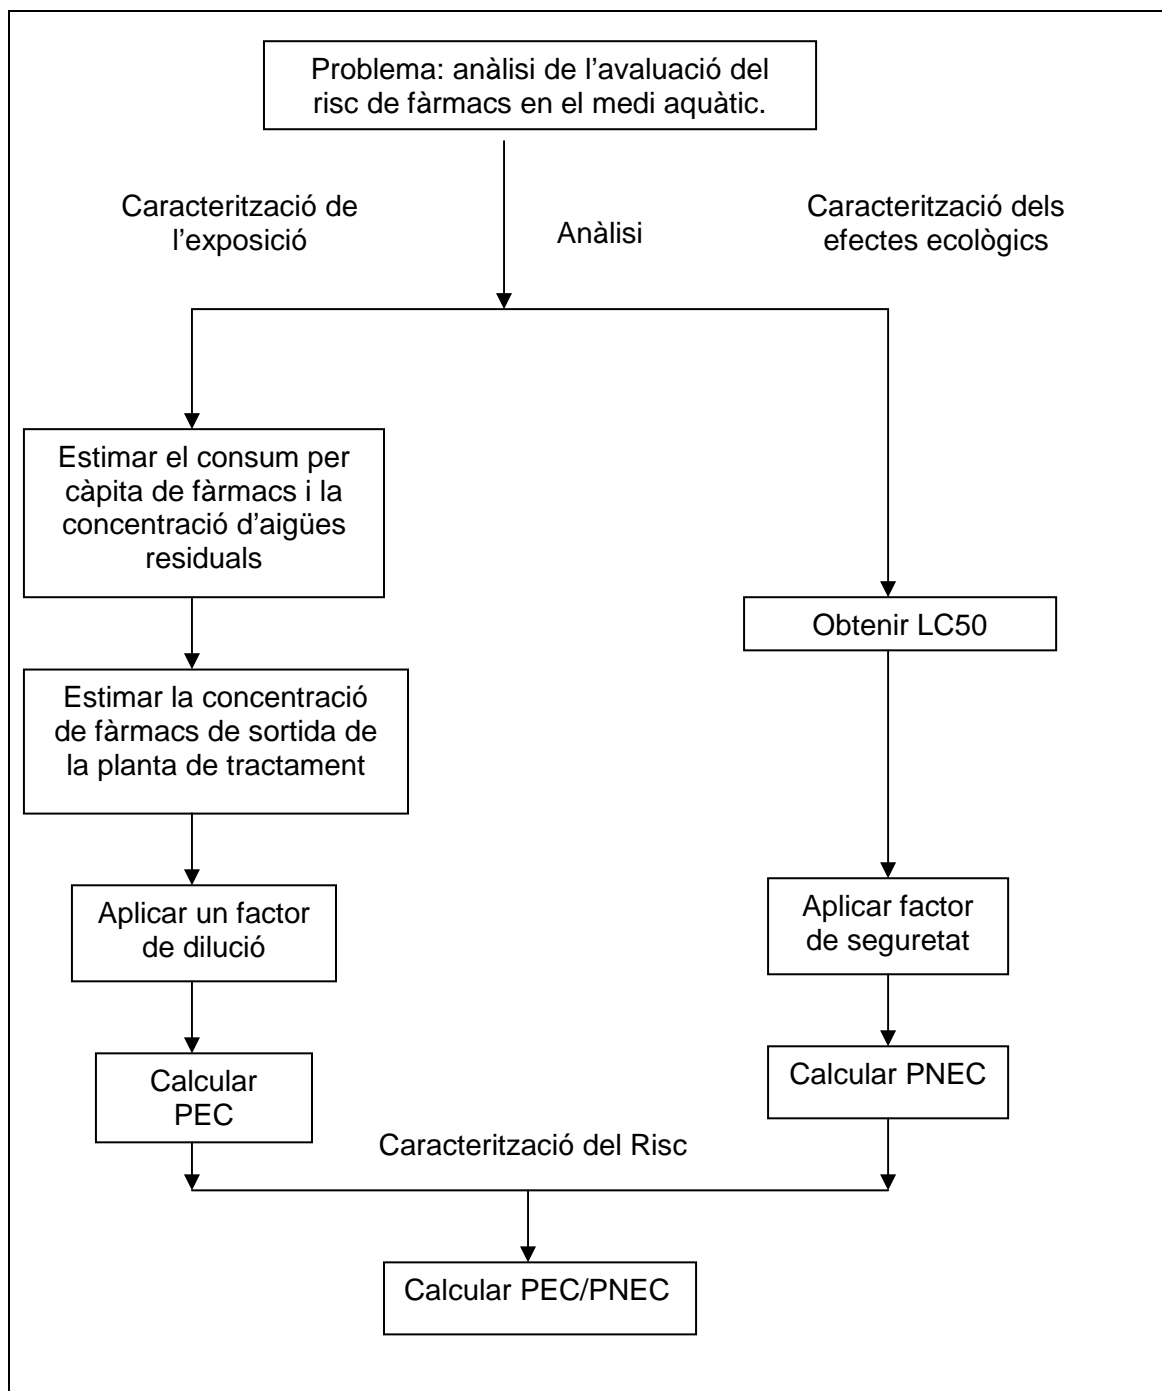 Problema: anàlisi de l’avaluació del
risc de fàrmacs en el medi aquàtic.
Caracterització de
l’exposició
Anàlisi
Caracterització dels
efectes ecològics
Estimar el consum per
càpita de fàrmacs i la
concentració d’aigües
residuals
Obtenir LC50
Estimar la concentració
de fàrmacs de sortida de
la planta de tractament
Aplicar un factor
de dilució
Aplicar factor
de seguretat
Calcular
PEC
Calcular PNEC
Caracterització del Risc
Calcular PEC/PNEC